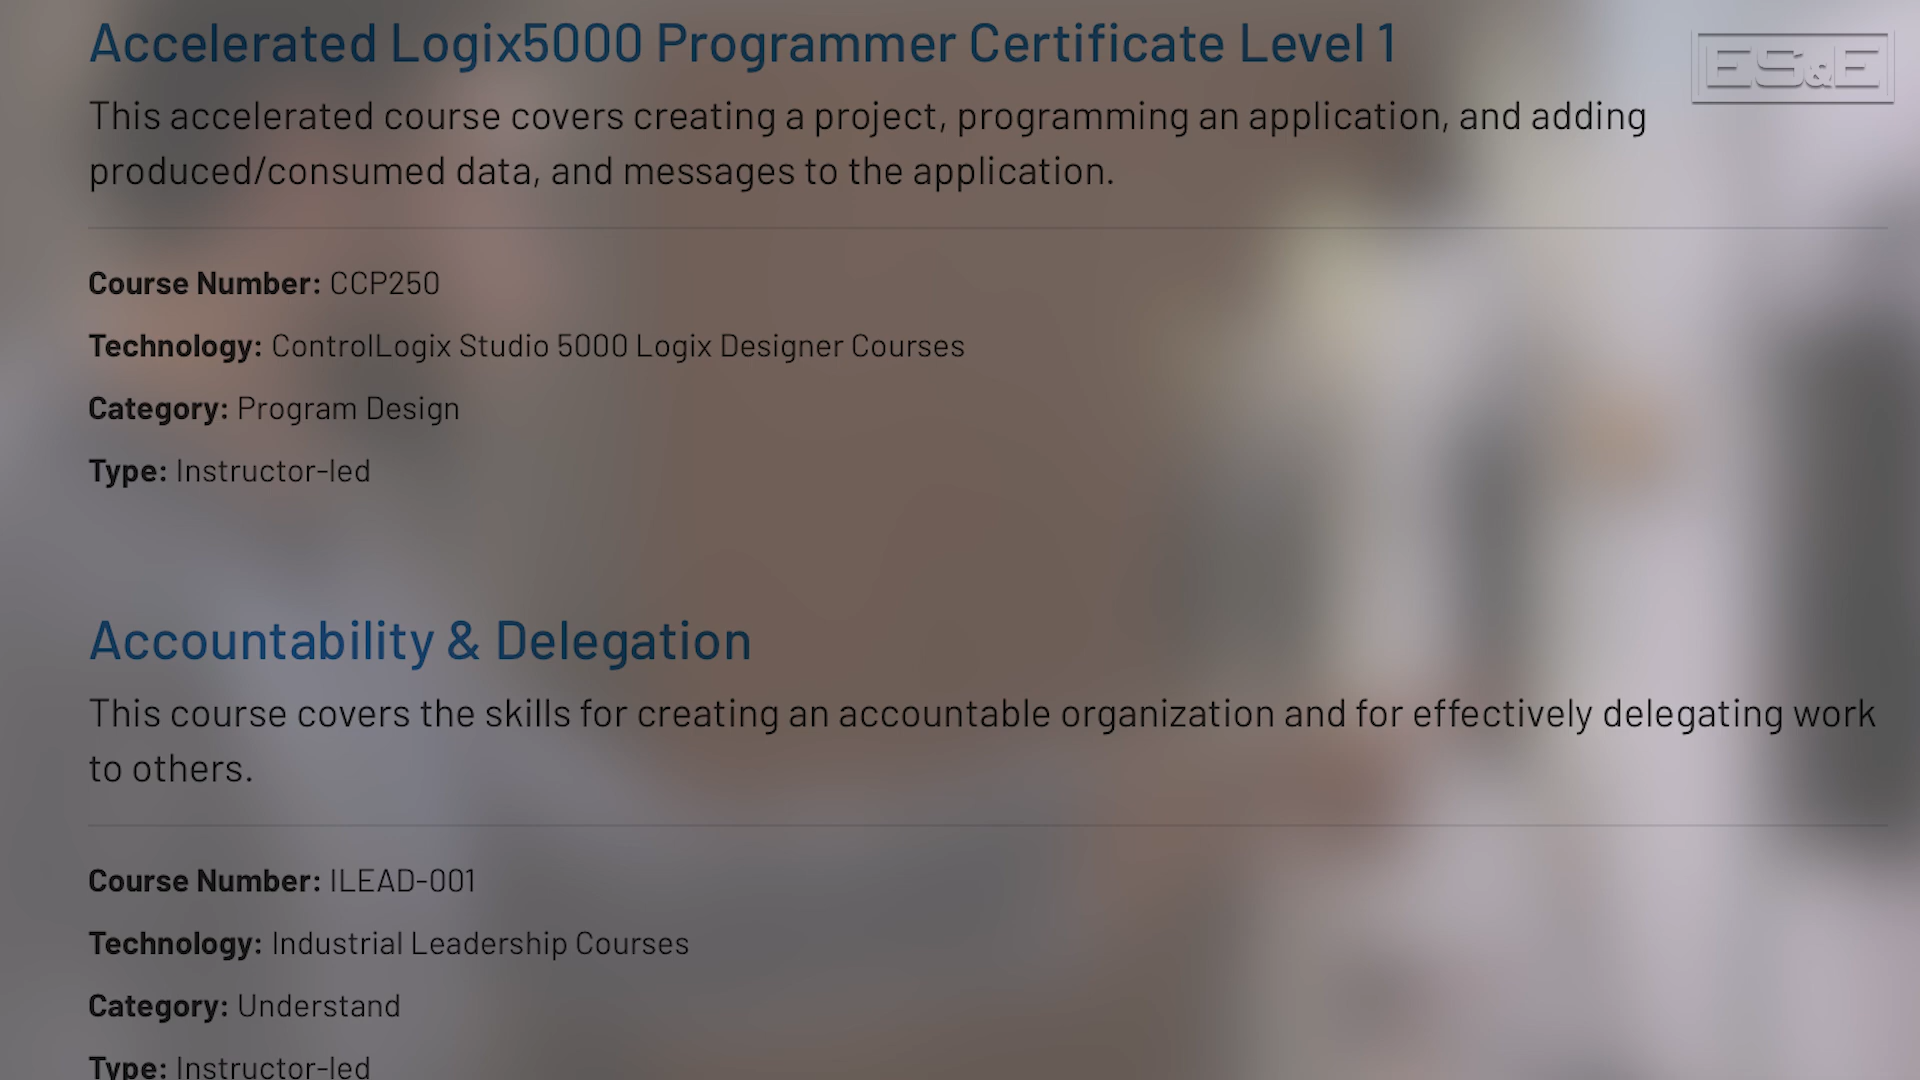 Accelerated Logix5000 Programmer Certificate Level 1
ES&E
This accelerated course covers creating a project, programming an application, and adding
produced/consumed data, and messages to the application.
Course Number: CCP250
Technology: ControlLogix Studio 5000 Logix Designer Courses
Category: Program Design
Type: Instructor-led
Accountability & Delegation
This course covers the skills for creating an accountable organization and for effectively delegating work
to others.
Course Number: ILEAD-001
Technology: Industrial Leadership Courses
Category: Understand
Type: Instructor-led